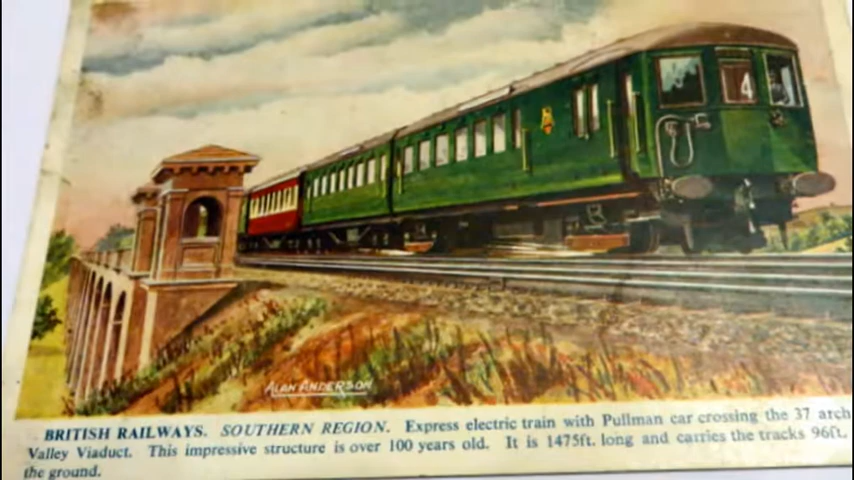 4
ALAN ANDERSON
BRITISH RAILWAYS. SOUTHERN REGION. Express electric train with Pullman car crossing the 37 arch
Valley Viaduct. This impressive structure is over 100 years old. It is 1475ft. long and carries the tracks 96ft.
the ground.